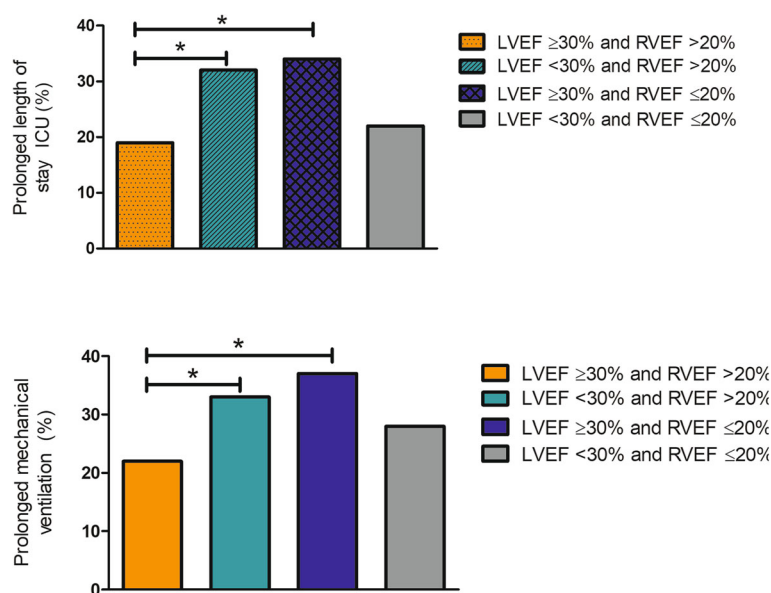 Prolonged length of
stay ICU (%)
40
30
20
10
0
*
*
LVEF ≥30% and RVEF >20%
LVEF <30% and RVEF >20%
LVEF ≥30% and RVEF ≤20%
LVEF <30% and RVEF ≤20%
Prolonged mechanical
ventilation (%)
40
30
20
10
0
*
*
LVEF ≥30% and RVEF >20%
LVEF <30% and RVEF >20%
LVEF ≥30% and RVEF ≤20%
LVEF <30% and RVEF ≤20%